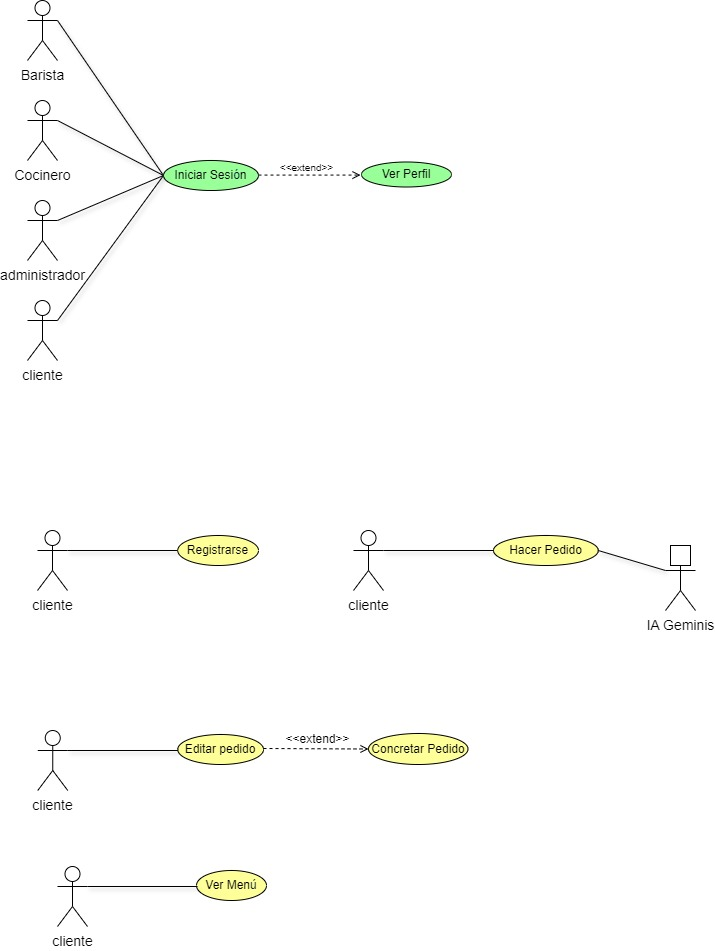 Barista
Cocinero
Iniciar Sesión
<<extend>>
Ver Perfil
administrador
cliente
Registrarse
cliente
Hacer Pedido
cliente
IA Geminis
Editar pedido
<<extend>>
Concretar Pedido
cliente
Ver Menú
cliente